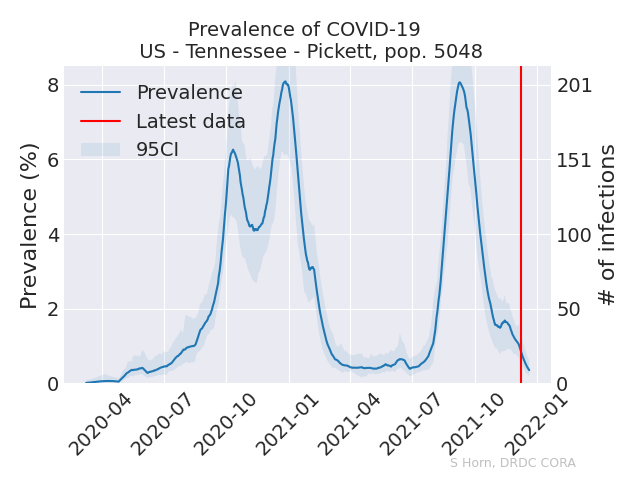 Prevalence of COVID-19
US - Tennessee - Pickett, pop. 5048
Prevalence
Latest data
95CI
Prevalence (%)
8
6
4
2
0
201
151
100
50
0
# of infections
2020-04
2020-07
2020-10
2021-01
2021-04
2021-07
2021-10
2022-01
S Horn, DRDC CORA